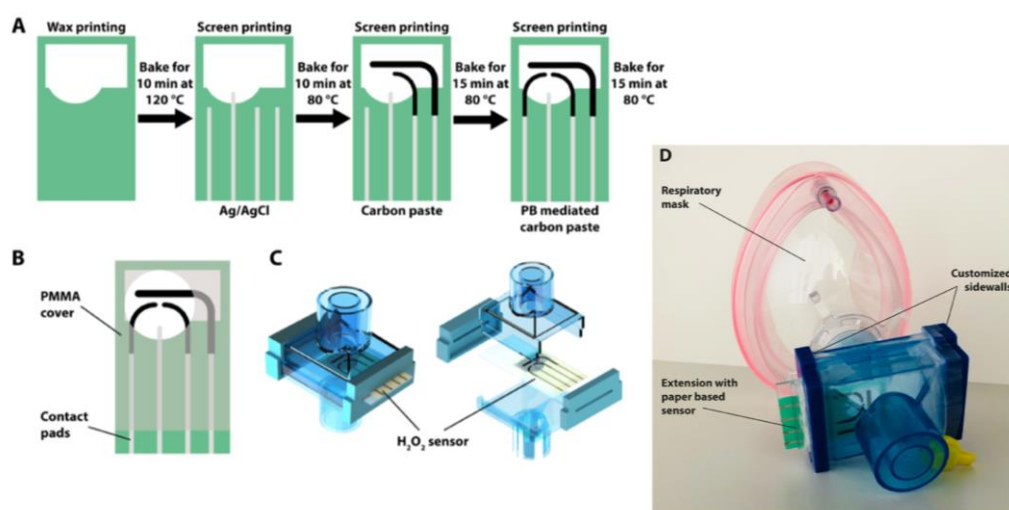 A
Wax printing
Bake for
10 min at
120 °C
Screen printing
Ag/AgCl
Bake for
10 min at
80 °C
Screen printing
Carbon paste
Bake for
15 min at
80 °C
Screen printing
PB mediated
carbon paste
Bake for
15 min at
80 °C
B
PMMA
cover
Contact
pads
C
H₂O₂ sensor
D
Respiratory
mask
Customized
sidewalls
Extension with
paper based
sensor